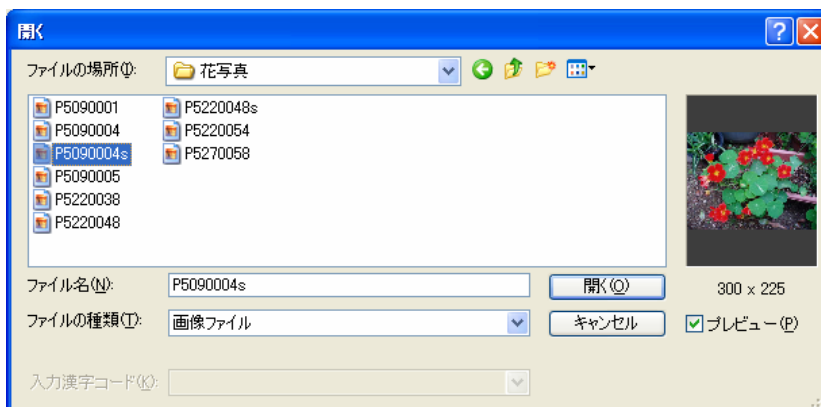 開く
ファイルの場所(I):
花写真
P5090001
P5090004
P5090004s
P5090005
P5220038
P5220048
P5220048s
P5220054
P5270058
ファイル名(N):
P5090004s
開く(O)
ファイルの種類(T):
画像ファイル
キャンセル
300 x 225
プレビュー(P)
入力漢字コード(K):